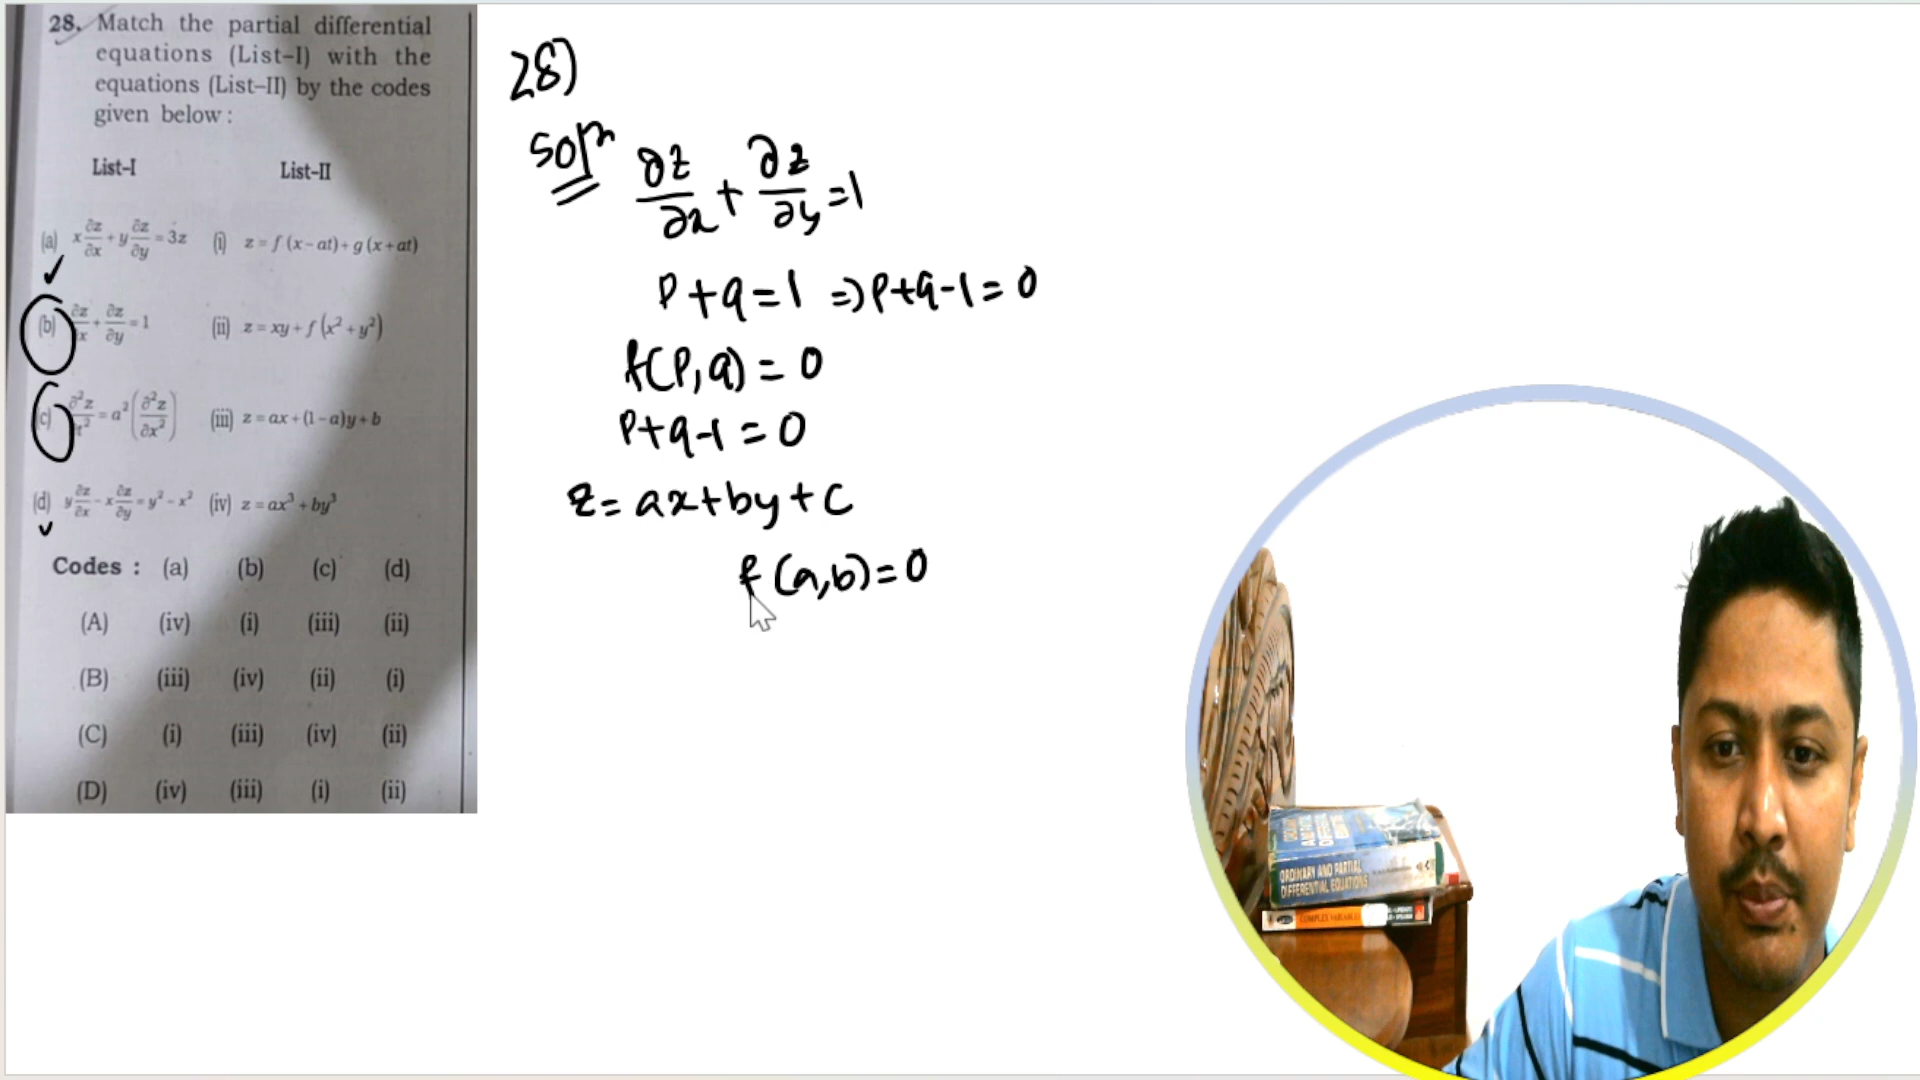 28. Match the partial differential
equations (List–I) with the
equations (List–II) by the codes
given below :
List–I List–II
(a) x ∂z/∂x + y ∂z/∂y = 3z (i) z = f (x − at) + g (x + at)
(b) ∂z/∂x + ∂z/∂y = 1 (ii) z = xy + f (x² + y²)
(c) ∂²z/∂t² = a² (∂²z/∂x²) (iii) z = ax + (1 − a)y + b
(d) y ∂z/∂x − x ∂z/∂y = y² − x² (iv) z = ax³ + by³
Codes : (a) (b) (c) (d)
(A) (iv) (i) (iii) (ii)
(B) (iii) (iv) (ii) (i)
(C) (i) (iii) (iv) (ii)
(D) (iv) (iii) (i) (ii)
28)
Solⁿ ∂z/∂x + ∂z/∂y = 1
P + q = 1 ⇒ P + q − 1 = 0
f(P, q) = 0
P + q − 1 = 0
z = ax + by + c
f (a, b) = 0
ORDINARY AND PARTIAL
DIFFERENTIAL EQUATIONS
COMPLEX VARIABLES